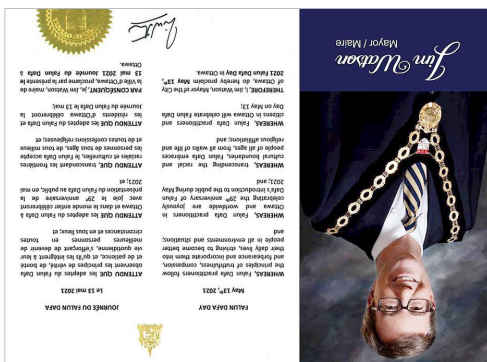 FALUN DAFA DAY
May 13th, 2021
WHEREAS, Falun Dafa practitioners follow
the principles of truthfulness, compassion
and forbearance and incorporate them into
their daily lives, striving to become better
people in all environments and situations;
and
WHEREAS, Falun Dafa practitioners in
Ottawa and worldwide are joyously
celebrating the 29th anniversary of Falun
Dafa's introduction to the public during May
2021; and
WHEREAS, transcending the racial and
cultural boundaries, Falun Dafa embraces
people of all ages, from all walks of life and
religious affiliations; and
WHEREAS, Falun Dafa practitioners and
citizens in Ottawa will celebrate Falun Dafa
Day on May 13;
THEREFORE, I, Jim Watson, Mayor of the City
of Ottawa, do hereby proclaim May 13th,
2021 Falun Dafa Day in Ottawa.
JOURNÉE DU FALUN DAFA
Le 13 mai 2021
ATTENDU QUE les adeptes du Falun Dafa
observent les principes de vérité, de bonté
et de patience, et qu'ils les intègrent à leur
vie quotidienne, s'efforçant de devenir de
meilleures personnes en toutes
circonstances et en tous lieux; et
ATTENDU QUE les adeptes du Falun Dafa à
Ottawa et dans le monde entier célébreront
avec joie le 29e anniversaire de la
présentation du Falun Dafa au public, en mai
2021; et
ATTENDU QUE, transcendant les frontières
raciales et culturelles, le Falun Dafa accepte
les personnes de tous âges, de tous milieux
et de toutes confessions religieuses; et
ATTENDU QUE les adeptes du Falun Dafa et
les résidents d'Ottawa célébreront la
Journée du Falun Dafa le 13 mai;
PAR CONSÉQUENT, je, Jim Watson, maire de
la Ville d'Ottawa, proclame par la présente le
13 mai 2021 Journée du Falun Dafa à
Ottawa.
Jim Watson
Mayor / Maire